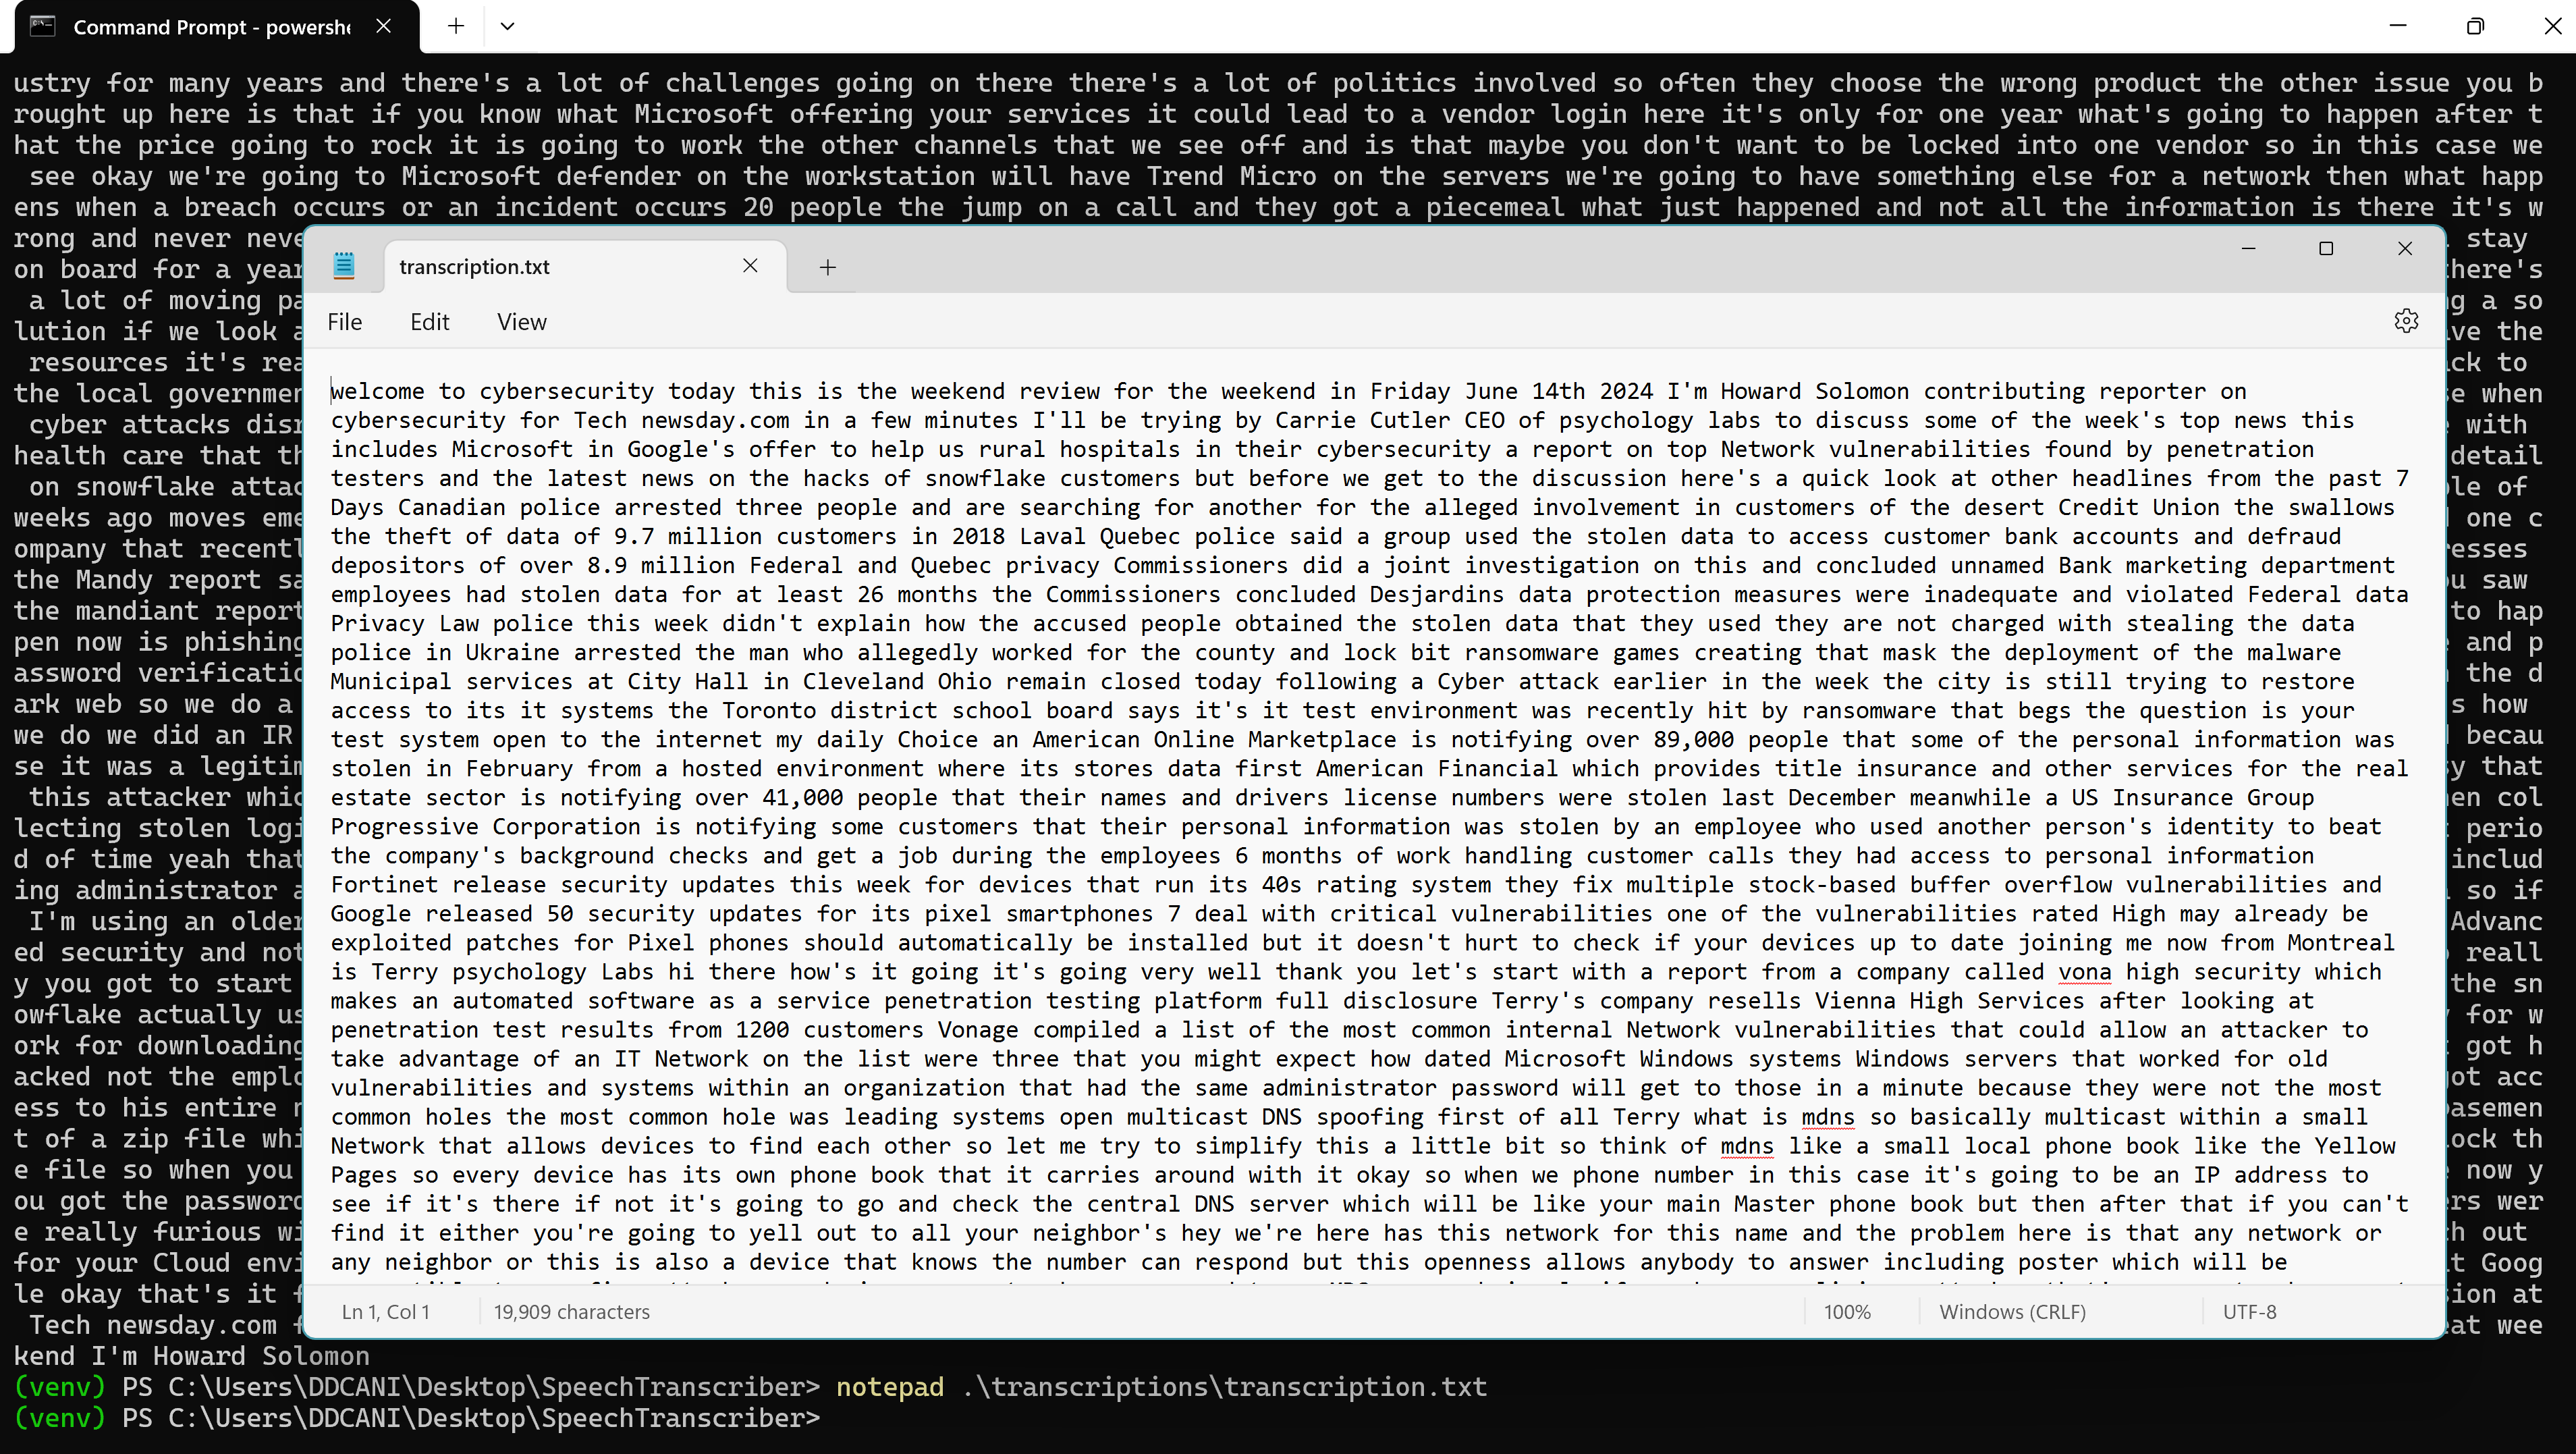 Command Prompt - powershe
ustry for many years and there's a lot of challenges going on there there's a lot of politics involved so often they choose the wrong product the other issue you b
rought up here is that if you know what Microsoft offering your services it could lead to a vendor login here it's only for one year what's going to happen after t
hat the price going to rock it is going to work the other channels that we see off and is that maybe you don't want to be locked into one vendor so in this case we
see okay we're going to Microsoft defender on the workstation will have Trend Micro on the servers we're going to have something else for a network then what happ
ens when a breach occurs or an incident occurs 20 people the jump on a call and they got a piecemeal what just happened and not all the information is there it's w
rong and never neve stay
on board for a year here's
a lot of moving pa g a so
lution if we look a ve the
resources it's rea ck to
the local governmen e when
cyber attacks disr with
health care that th detail
on snowflake attac le of
weeks ago moves eme one c
ompany that recentl esses
the Mandy report sa u saw
the mandiant report to hap
pen now is phishing and p
assword verificatio the d
ark web so we do a s how
we do we did an IR becau
se it was a legitim y that
this attacker whic en col
lecting stolen logi perio
d of time yeah that includ
ing administrator a so if
I'm using an older Advanc
ed security and not reall
y you got to start the sn
owflake actually us for w
ork for downloading got h
acked not the emplo ot acc
ess to his entire asemen
t of a zip file whi ock th
e file so when you now y
ou got the password rs wer
e really furious wi h out
for your Cloud envi t Goog
le okay that's it f sion at
Tech newsday.com f eat wee
kend I'm Howard Solomon
(venv) PS C:\Users\DDCANI\Desktop\SpeechTranscriber> notepad .\transcriptions\transcription.txt
(venv) PS C:\Users\DDCANI\Desktop\SpeechTranscriber>
transcription.txt
File Edit View
welcome to cybersecurity today this is the weekend review for the weekend in Friday June 14th 2024 I'm Howard Solomon contributing reporter on
cybersecurity for Tech newsday.com in a few minutes I'll be trying by Carrie Cutler CEO of psychology labs to discuss some of the week's top news this
includes Microsoft in Google's offer to help us rural hospitals in their cybersecurity a report on top Network vulnerabilities found by penetration
testers and the latest news on the hacks of snowflake customers but before we get to the discussion here's a quick look at other headlines from the past 7
Days Canadian police arrested three people and are searching for another for the alleged involvement in customers of the desert Credit Union the swallows
the theft of data of 9.7 million customers in 2018 Laval Quebec police said a group used the stolen data to access customer bank accounts and defraud
depositors of over 8.9 million Federal and Quebec privacy Commissioners did a joint investigation on this and concluded unnamed Bank marketing department
employees had stolen data for at least 26 months the Commissioners concluded Desjardins data protection measures were inadequate and violated Federal data
Privacy Law police this week didn't explain how the accused people obtained the stolen data that they used they are not charged with stealing the data
police in Ukraine arrested the man who allegedly worked for the county and lock bit ransomware games creating that mask the deployment of the malware
Municipal services at City Hall in Cleveland Ohio remain closed today following a Cyber attack earlier in the week the city is still trying to restore
access to its it systems the Toronto district school board says it's it test environment was recently hit by ransomware that begs the question is your
test system open to the internet my daily Choice an American Online Marketplace is notifying over 89,000 people that some of the personal information was
stolen in February from a hosted environment where its stores data first American Financial which provides title insurance and other services for the real
estate sector is notifying over 41,000 people that their names and drivers license numbers were stolen last December meanwhile a US Insurance Group
Progressive Corporation is notifying some customers that their personal information was stolen by an employee who used another person's identity to beat
the company's background checks and get a job during the employees 6 months of work handling customer calls they had access to personal information
Fortinet release security updates this week for devices that run its 40s rating system they fix multiple stock-based buffer overflow vulnerabilities and
Google released 50 security updates for its pixel smartphones 7 deal with critical vulnerabilities one of the vulnerabilities rated High may already be
exploited patches for Pixel phones should automatically be installed but it doesn't hurt to check if your devices up to date joining me now from Montreal
is Terry psychology Labs hi there how's it going it's going very well thank you let's start with a report from a company called vona high security which
makes an automated software as a service penetration testing platform full disclosure Terry's company resells Vienna High Services after looking at
penetration test results from 1200 customers Vonage compiled a list of the most common internal Network vulnerabilities that could allow an attacker to
take advantage of an IT Network on the list were three that you might expect how dated Microsoft Windows systems Windows servers that worked for old
vulnerabilities and systems within an organization that had the same administrator password will get to those in a minute because they were not the most
common holes the most common hole was leading systems open multicast DNS spoofing first of all Terry what is mdns so basically multicast within a small
Network that allows devices to find each other so let me try to simplify this a little bit so think of mdns like a small local phone book like the Yellow
Pages so every device has its own phone book that it carries around with it okay so when we phone number in this case it's going to be an IP address to
see if it's there if not it's going to go and check the central DNS server which will be like your main Master phone book but then after that if you can't
find it either you're going to yell out to all your neighbor's hey we're here has this network for this name and the problem here is that any network or
any neighbor or this is also a device that knows the number can respond but this openness allows anybody to answer including poster which will be
Ln 1, Col 1 19,909 characters 100% Windows (CRLF) UTF-8